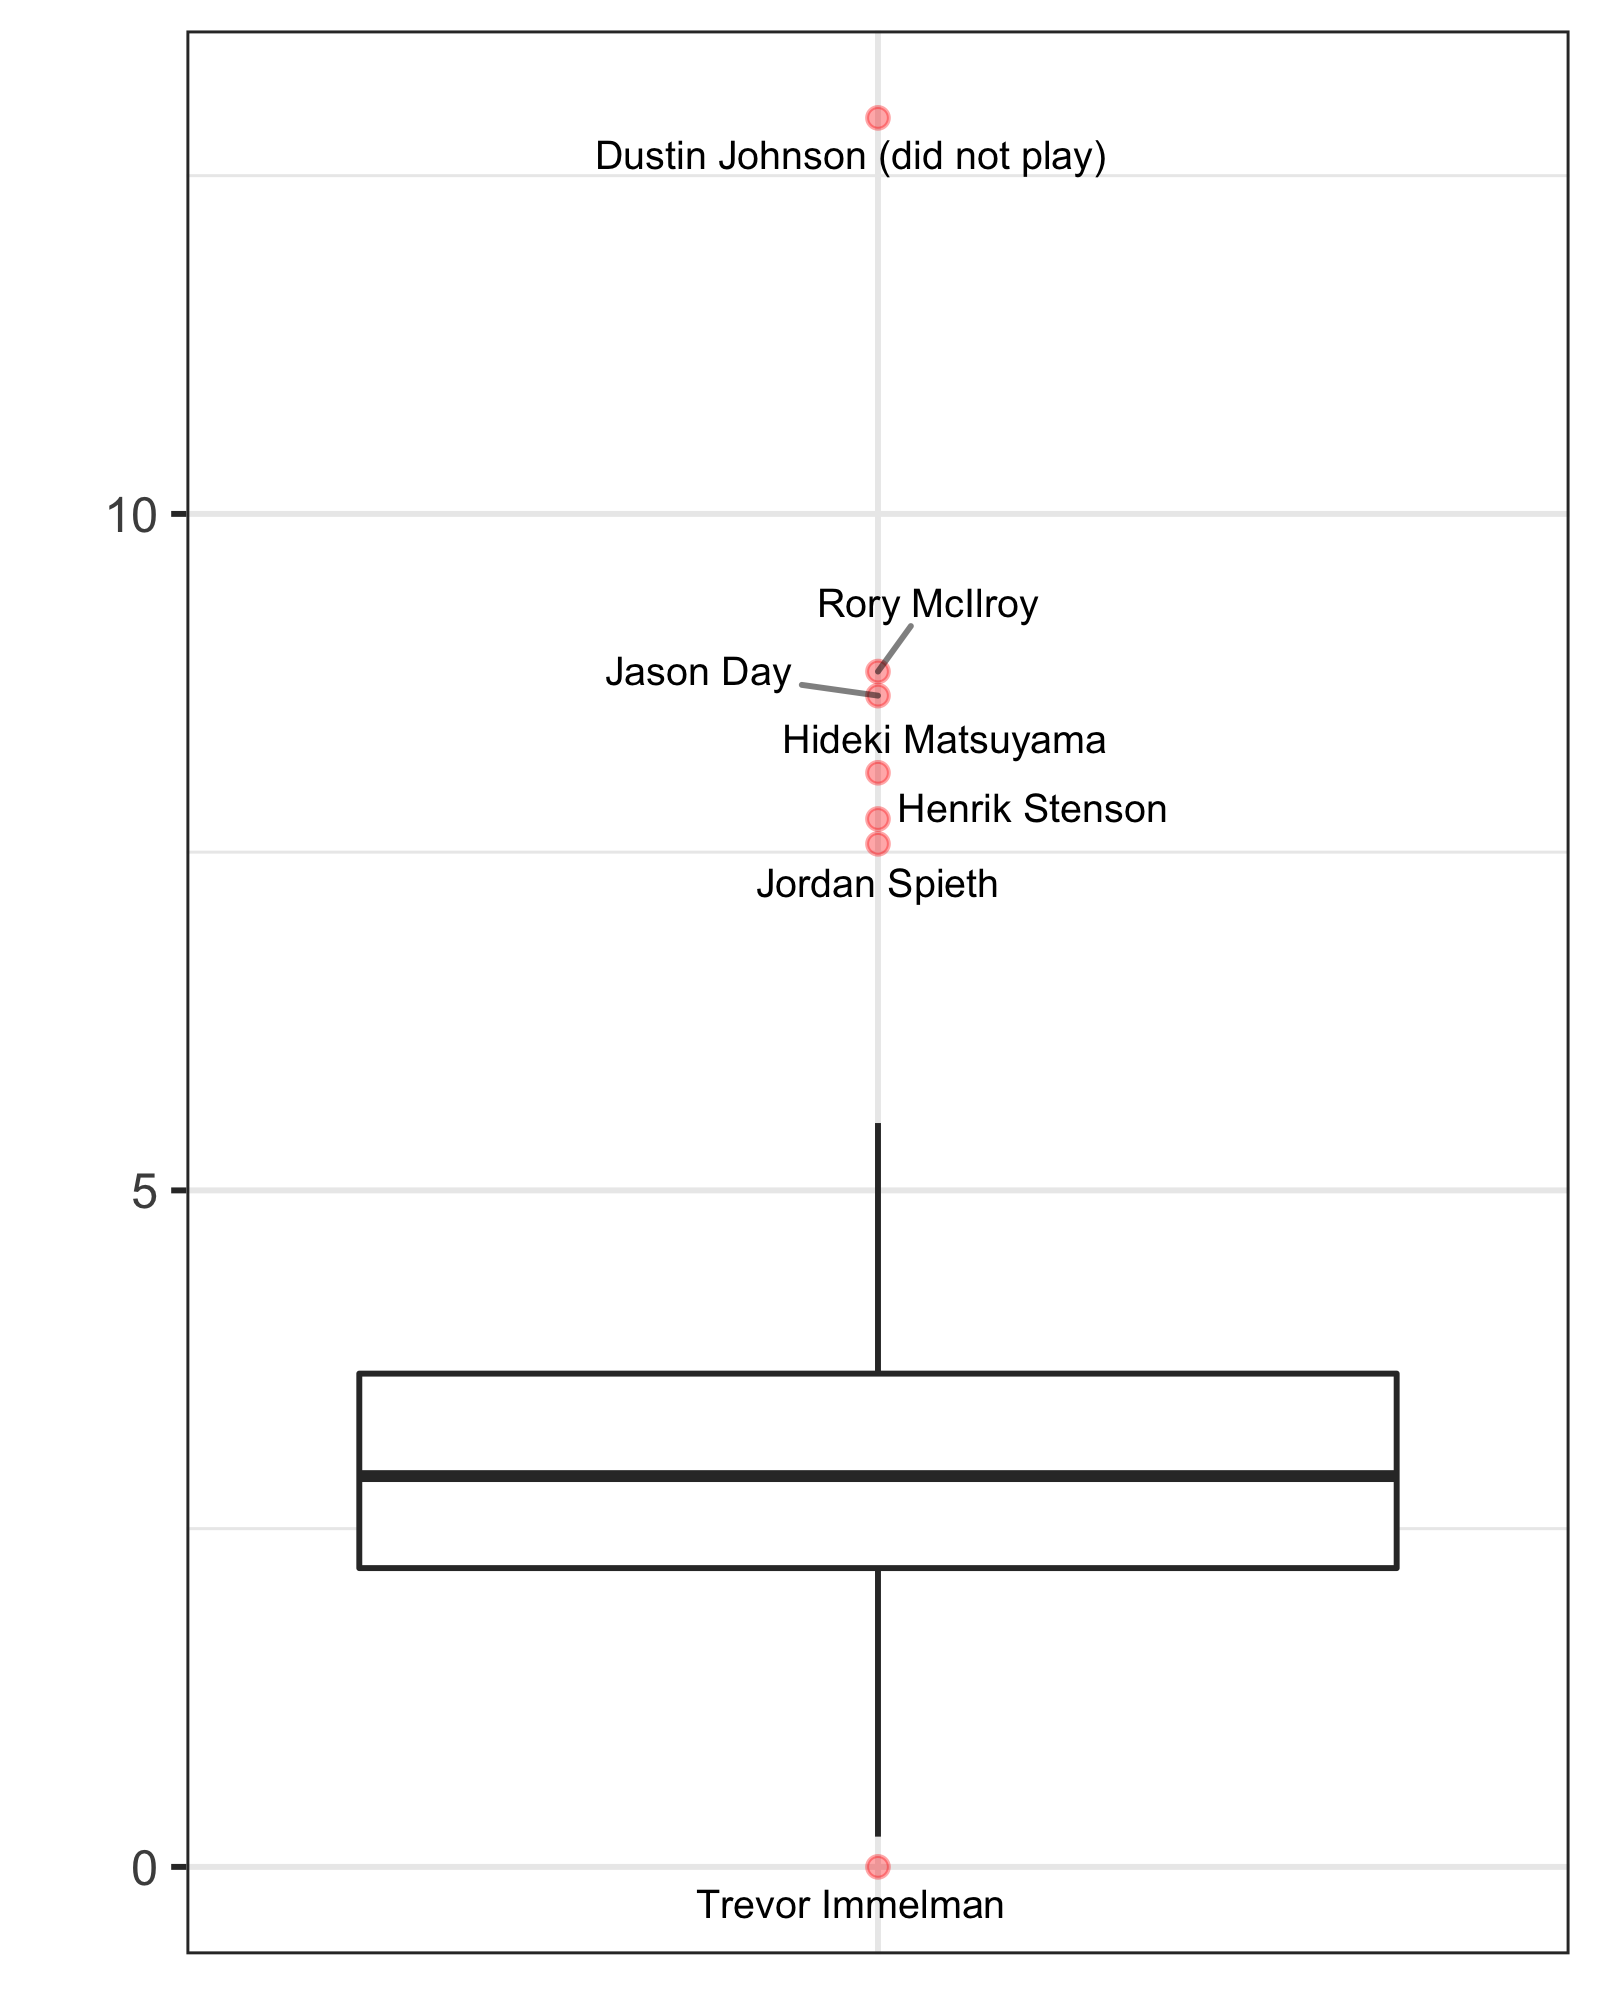 Dustin Johnson (did not play)
10
Rory McIlroy
Jason Day
Hideki Matsuyama
Henrik Stenson
Jordan Spieth
5
0
Trevor Immelman